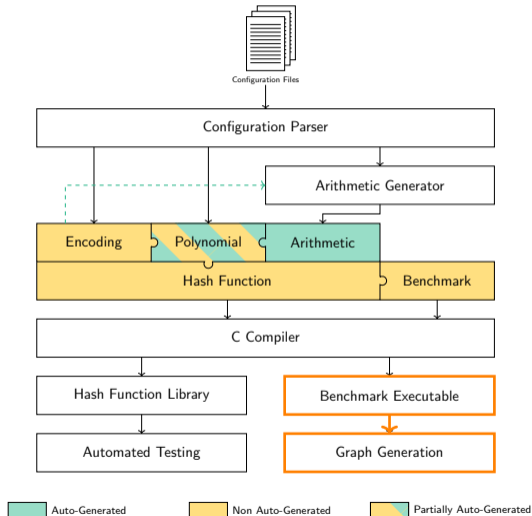 Configuration Files
Configuration Parser
Arithmetic Generator
Encoding
Polynomial
Arithmetic
Hash Function
Benchmark
C Compiler
Hash Function Library
Benchmark Executable
Automated Testing
Graph Generation
Auto-Generated
Non Auto-Generated
Partially Auto-Generated